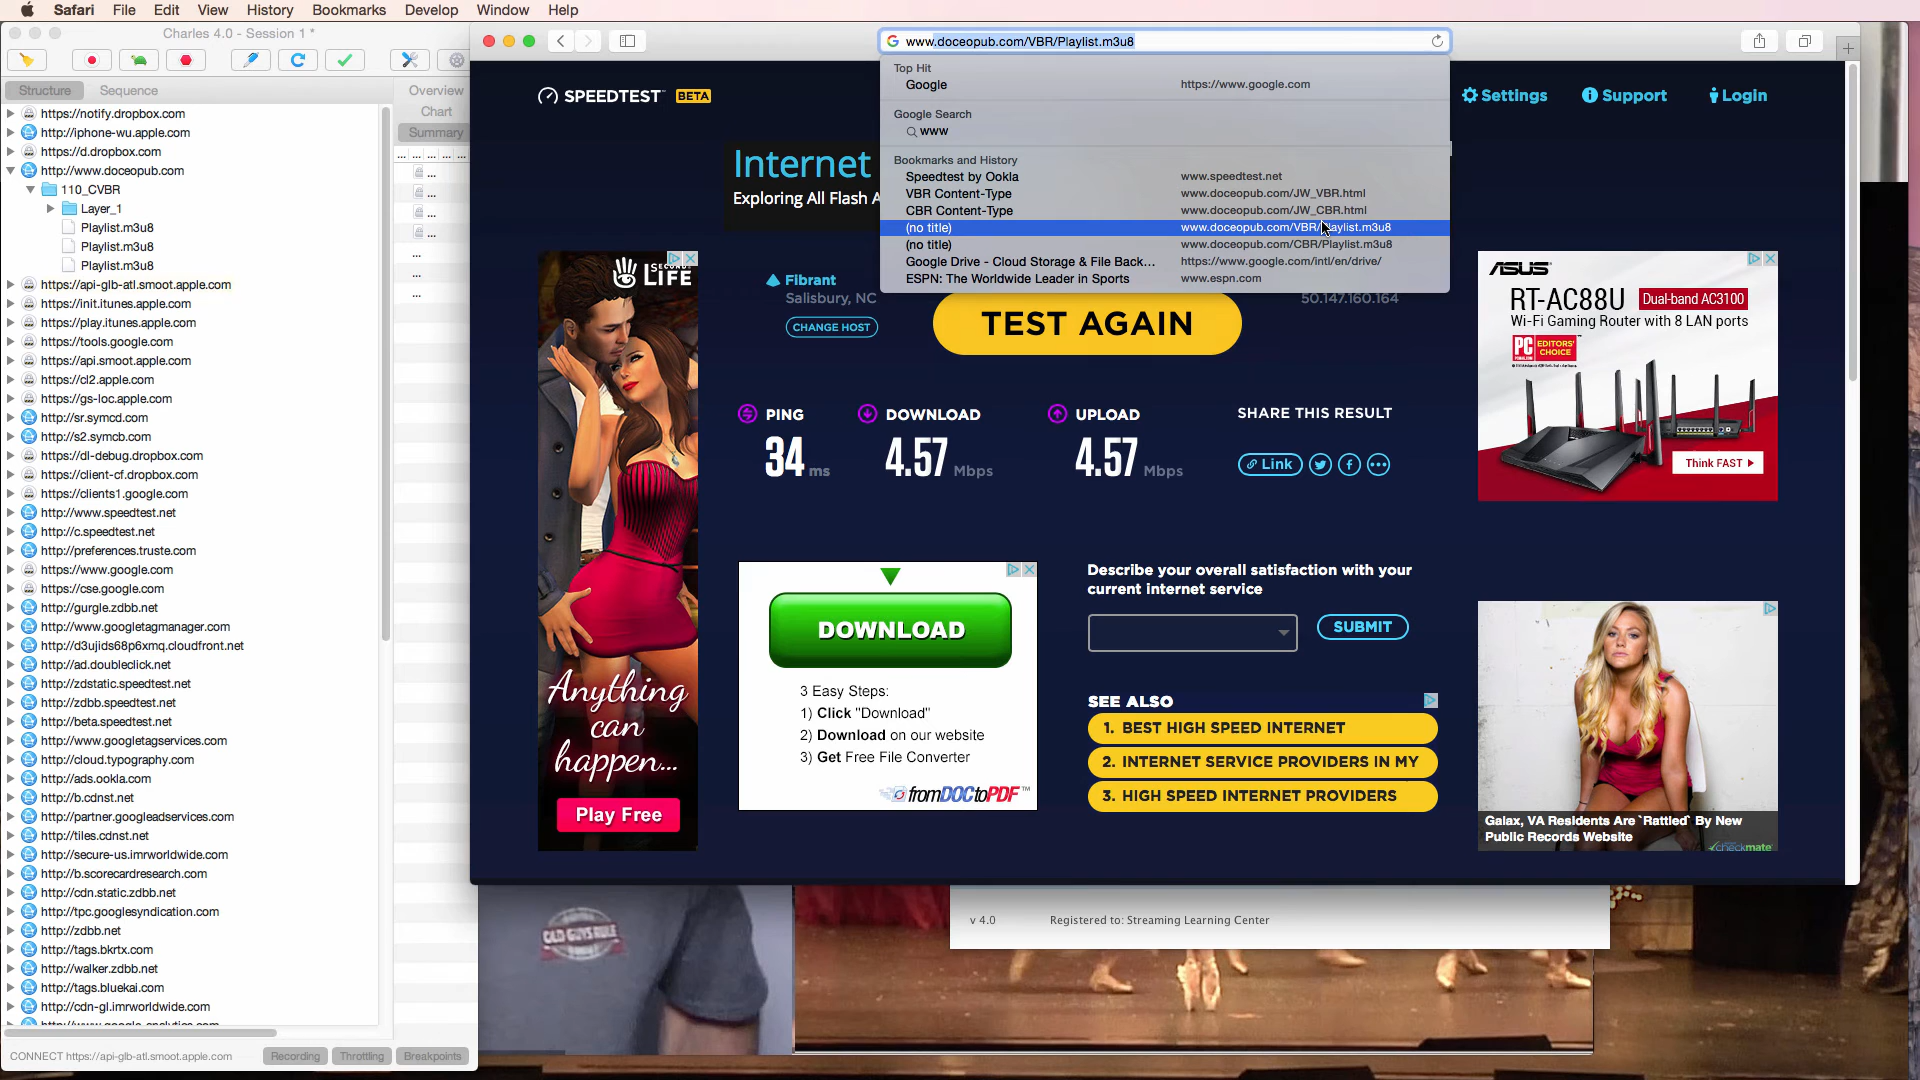 Safari File Edit View History Bookmarks Develop Window Help
Charles 4.0 - Session 1 *
Structure Sequence
https://notify.dropbox.com
http://iphone-wu.apple.com
https://d.dropbox.com
http://www.doceopub.com
110_CVBR
Layer_1
Playlist.m3u8
Playlist.m3u8
Playlist.m3u8
https://api-glb-atl.smoot.apple.com
https://init.itunes.apple.com
https://play.itunes.apple.com
https://tools.google.com
https://api.smoot.apple.com
https://cl2.apple.com
https://gs-loc.apple.com
http://sr.symcd.com
http://s2.symcb.com
https://dl-debug.dropbox.com
https://client-cf.dropbox.com
https://clients1.google.com
http://www.speedtest.net
http://c.speedtest.net
http://preferences.truste.com
https://www.google.com
https://cse.google.com
http://gurgle.zdbb.net
http://www.googletagmanager.com
http://d3ujids68p6xmq.cloudfront.net
http://ad.doubleclick.net
http://zdstatic.speedtest.net
http://zdbb.speedtest.net
http://beta.speedtest.net
http://www.googletagservices.com
http://cloud.typography.com
http://ads.ookla.com
http://b.cdnst.net
http://partner.googleadservices.com
http://tiles.cdnst.net
http://secure-us.imrworldwide.com
http://b.scorecardresearch.com
http://cdn.static.zdbb.net
http://tpc.googlesyndication.com
http://zdbb.net
http://tags.bkrtx.com
http://walker.zdbb.net
http://tags.bluekai.com
http://cdn-gl.imrworldwide.com
CONNECT https://api-glb-atl.smoot.apple.com
Recording Throttling Breakpoints
Overview
Chart
Summary
www.doceopub.com/VBR/Playlist.m3u8
Top Hit
Google https://www.google.com
Google Search
www
Bookmarks and History
Speedtest by Ookla www.speedtest.net
VBR Content-Type www.doceopub.com/JW_VBR.html
CBR Content-Type www.doceopub.com/JW_CBR.html
(no title) www.doceopub.com/VBR/Playlist.m3u8
(no title) www.doceopub.com/CBR/Playlist.m3u8
Google Drive - Cloud Storage & File Back... https://www.google.com/intl/en/drive/
ESPN: The Worldwide Leader in Sports www.espn.com
SPEEDTEST BETA
Settings Support Login
Internet
Exploring All Flash A
Fibrant
Salisbury, NC
CHANGE HOST
50.147.160.164
TEST AGAIN
PING DOWNLOAD UPLOAD
34 ms 4.57 Mbps 4.57 Mbps
SHARE THIS RESULT
Link
SECOND LIFE
Anything
can
happen...
Play Free
DOWNLOAD
3 Easy Steps:
1) Click "Download"
2) Download on our website
3) Get Free File Converter
fromDOCtoPDF™
Describe your overall satisfaction with your
current internet service
SUBMIT
SEE ALSO
1. BEST HIGH SPEED INTERNET
2. INTERNET SERVICE PROVIDERS IN MY
3. HIGH SPEED INTERNET PROVIDERS
ASUS
RT-AC88U Dual-band AC3100
Wi-Fi Gaming Router with 8 LAN ports
PC EDITORS' CHOICE
Think FAST
Galax, VA Residents Are `Rattled` By New
Public Records Website
checkmate
v 4.0 Registered to: Streaming Learning Center
OLD GUYS RULE